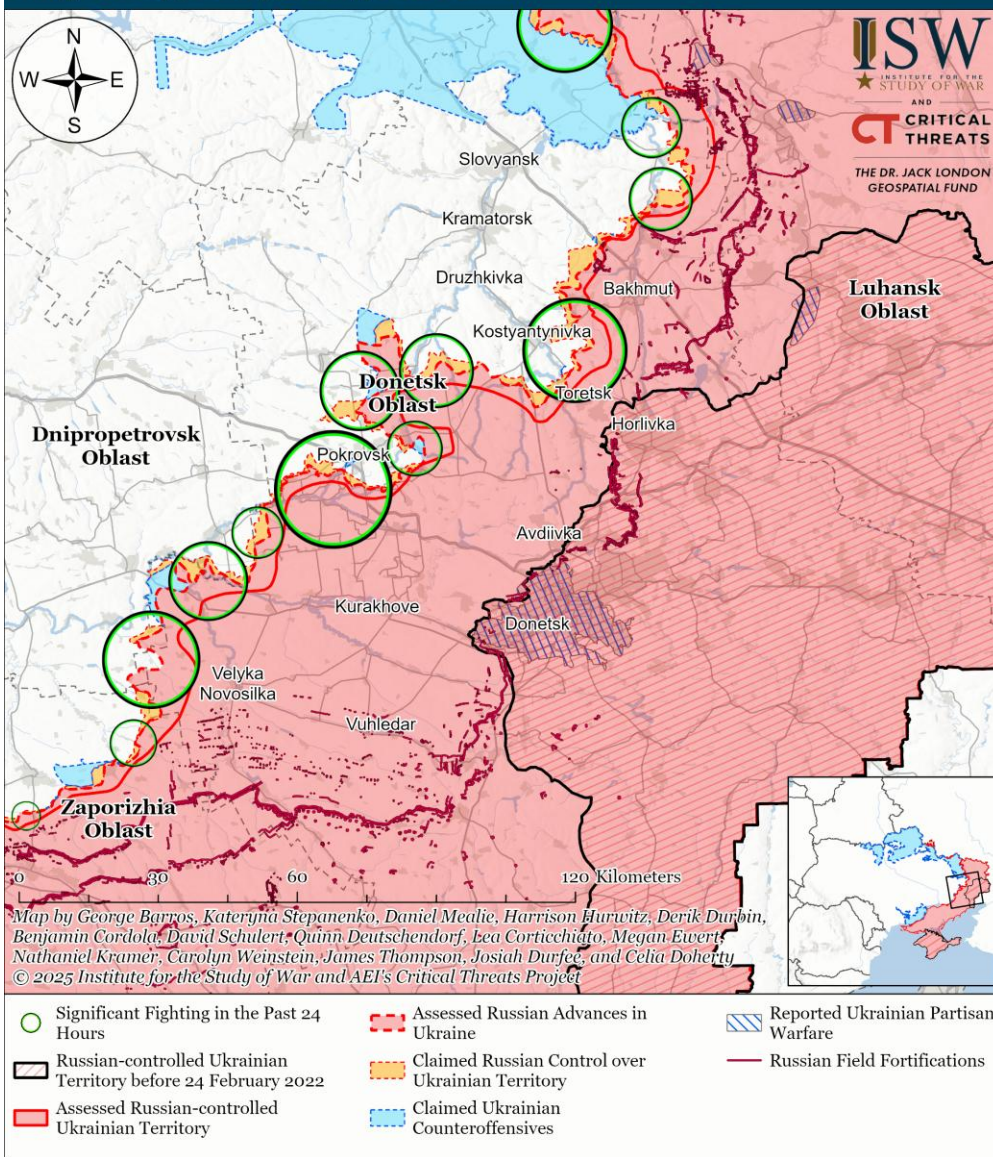 N
W
E
S
ISW
INSTITUTE FOR THE
STUDY OF WAR
AND
CT CRITICAL
THREATS
THE DR. JACK LONDON
GEOSPATIAL FUND
Slovyansk
Kramatorsk
Druzhkivka
Bakhmut
Luhansk
Oblast
Kostyantynivka
Donetsk
Oblast
Toretsk
Horlivka
Dnipropetrovsk
Oblast
Pokrovsk
Avdiivka
Kurakhove
Donetsk
Velyka
Novosilka
Vuhledar
Zaporizhia
Oblast
0 30 60 120 Kilometers
Map by George Barros, Kateryna Stepanenko, Daniel Mealie, Harrison Hurwitz, Derik Durbin,
Benjamin Cordola, David Schulert, Quinn Deutschendorf, Lea Corticchiato, Megan Ewert,
Nathaniel Kramer, Carolyn Weinstein, James Thompson, Josiah Durfee, and Celia Doherty
© 2025 Institute for the Study of War and AEI's Critical Threats Project
Significant Fighting in the Past 24
Hours
Russian-controlled Ukrainian
Territory before 24 February 2022
Assessed Russian-controlled
Ukrainian Territory
Assessed Russian Advances in
Ukraine
Claimed Russian Control over
Ukrainian Territory
Claimed Ukrainian
Counteroffensives
Reported Ukrainian Partisan
Warfare
Russian Field Fortifications